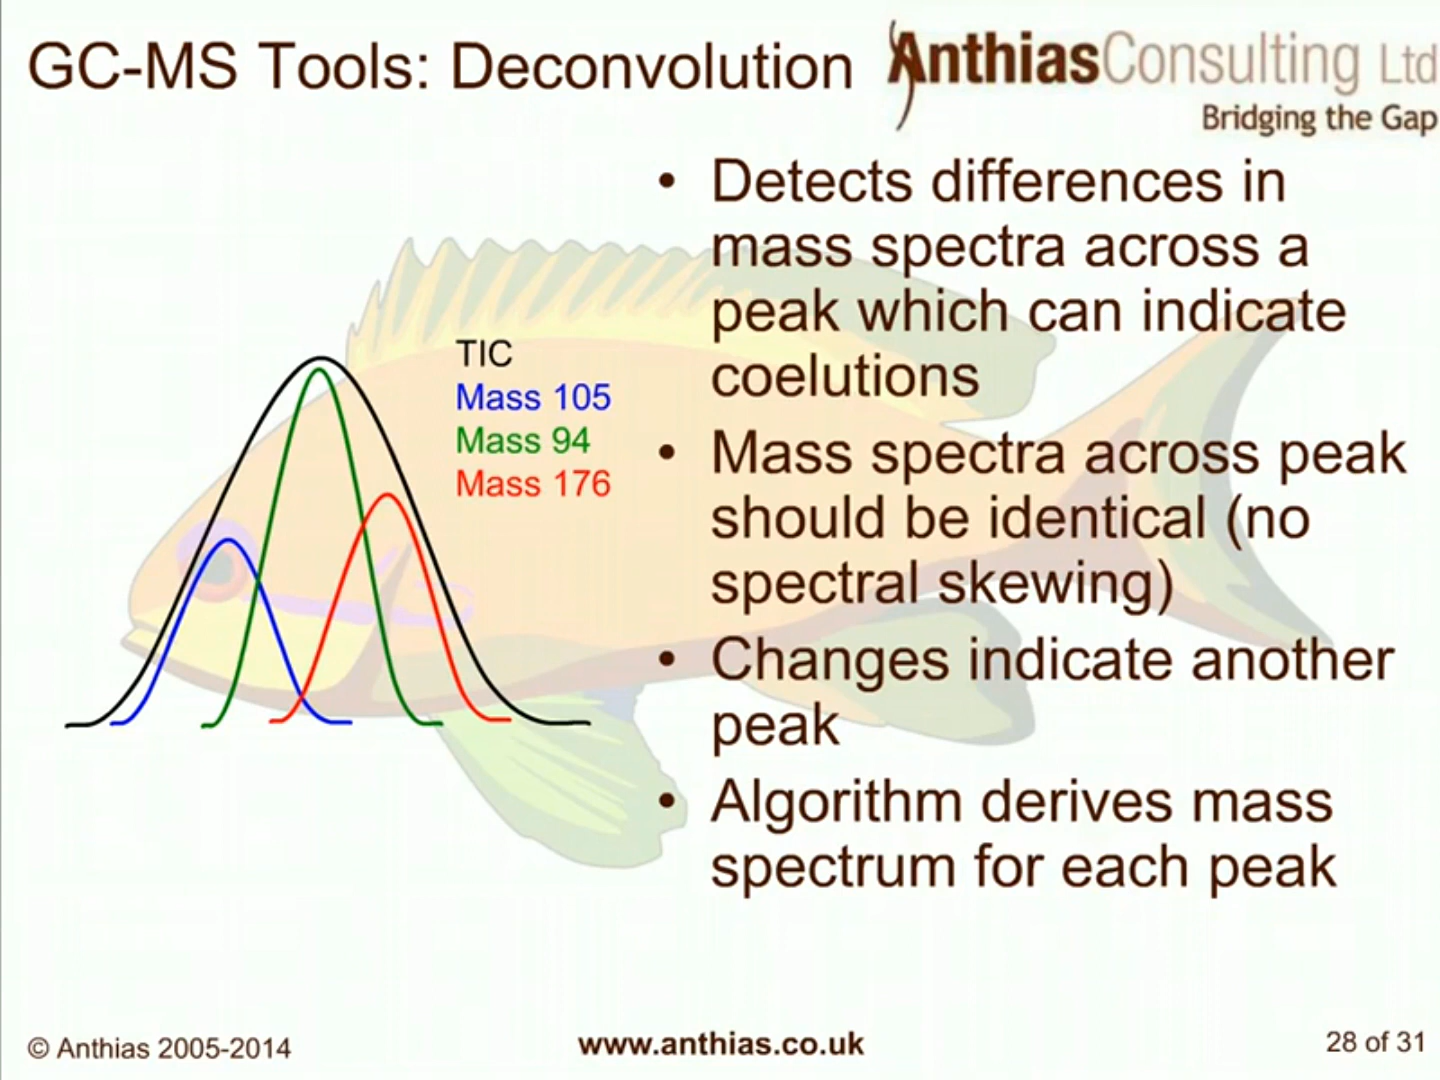 GC-MS Tools: Deconvolution
AnthiasConsulting Ltd
Bridging the Gap
• Detects differences in
mass spectra across a
peak which can indicate
coelutions
• Mass spectra across peak
should be identical (no
spectral skewing)
• Changes indicate another
peak
• Algorithm derives mass
spectrum for each peak
TIC
Mass 105
Mass 94
Mass 176
© Anthias 2005-2014
www.anthias.co.uk
28 of 31